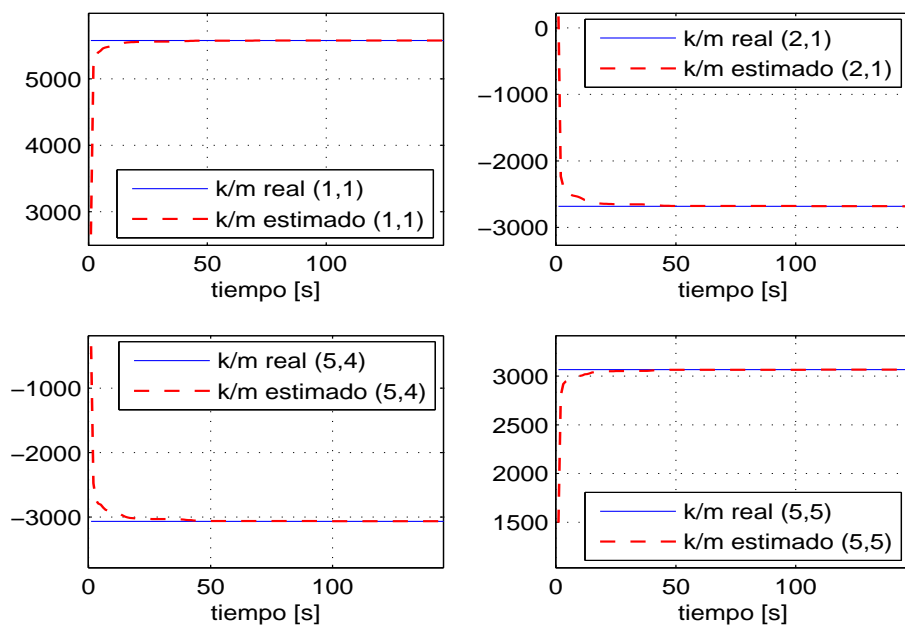 5000
4000
3000
k/m real (1,1)
k/m estimado (1,1)
0
50
100
tiempo [s]
0
−1000
−2000
−3000
k/m real (2,1)
k/m estimado (2,1)
0
50
100
tiempo [s]
−1000
−2000
−3000
k/m real (5,4)
k/m estimado (5,4)
0
50
100
tiempo [s]
3000
2500
2000
1500
k/m real (5,5)
k/m estimado (5,5)
0
50
100
tiempo [s]